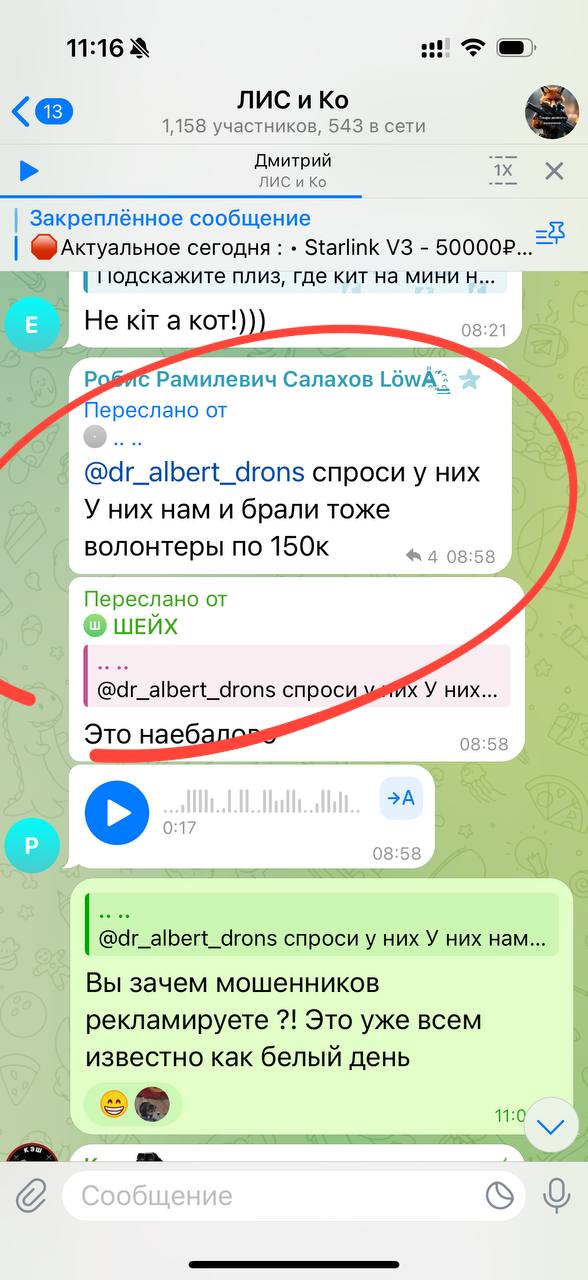 11:16
13
ЛИС и Ко
1,158 участников, 543 в сети
Дмитрий
ЛИС и Ко
1X
Закреплённое сообщение
🛑Актуальное сегодня : • Starlink V3 - 50000₽...
Подскажите плиз, где кит на мини н...
E
Не кіт а кот!)))
08:21
Робис Рамилевич Салахов
Переслано от
.. ..
@dr_albert_drons спроси у них
У них нам и брали тоже
волонтеры по 150к
4 08:58
Переслано от
Ш ШЕЙХ
.. ..
@dr_albert_drons спроси у них У них...
Это наебалово
08:58
→A
0:17
P
08:58
.. ..
@dr_albert_drons спроси у них У них нам...
Вы зачем мошенников
рекламируете ?! Это уже всем
известно как белый день
😁
КЭШ
Сообщение